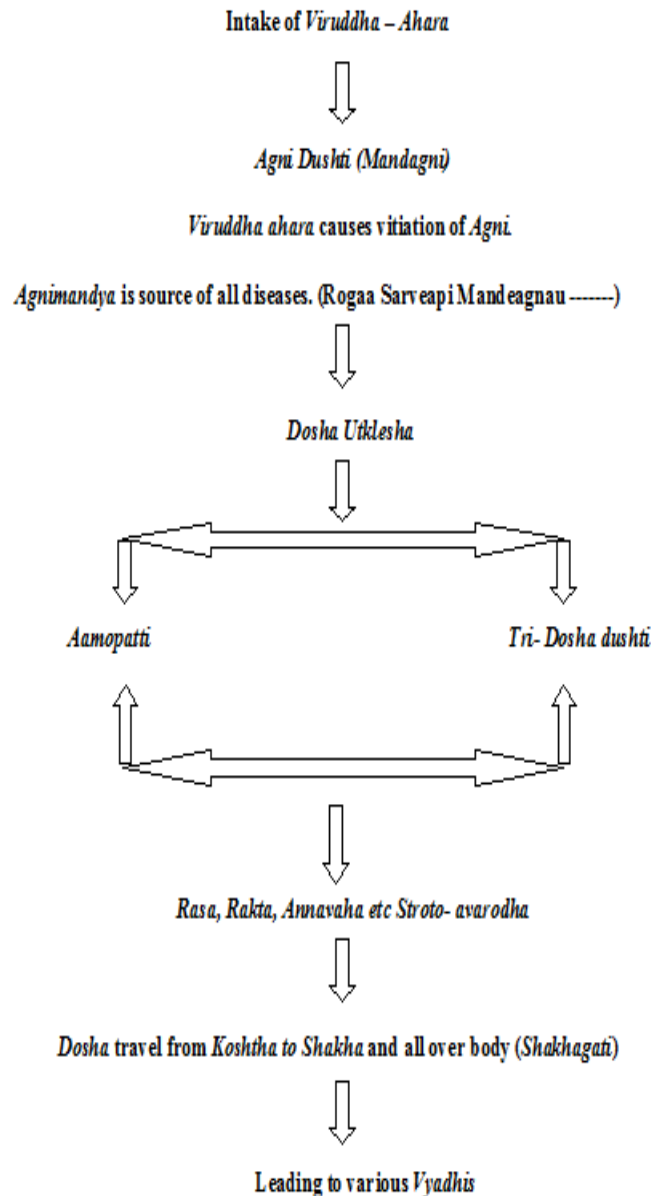 Intake of Viruddha – Ahara
Agni Dushti (Mandagni)
Viruddha ahara causes vitiation of Agni.
Agnimandya is source of all diseases. (Rogaa Sarveapi Mandeagnau -------)
Dosha Utklesha
Aamopatti Tri- Dosha dushti
Rasa, Rakta, Annavaha etc Stroto- avarodha
Dosha travel from Koshtha to Shakha and all over body (Shakhagati)
Leading to various Vyadhis